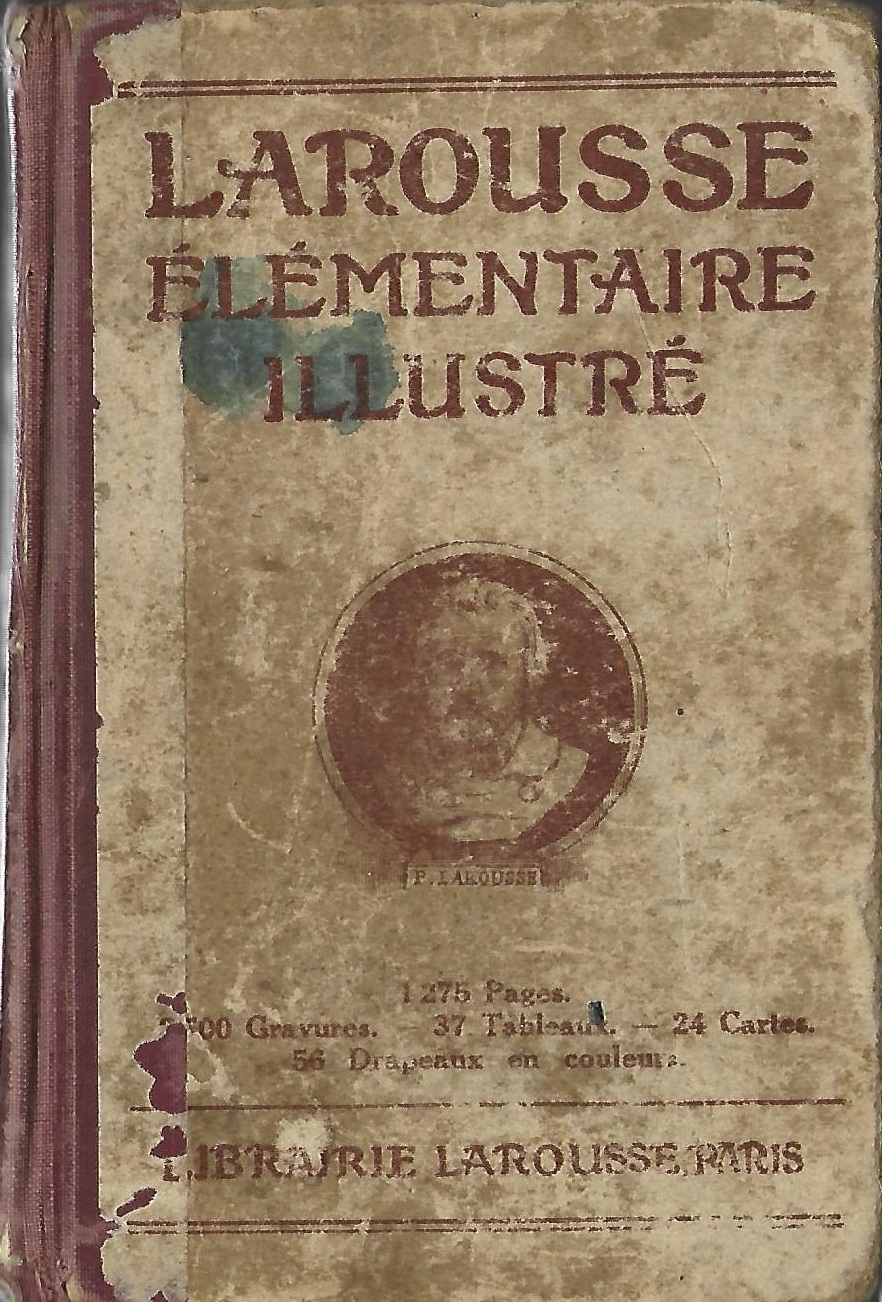 LAROUSSE
ÉLÉMENTAIRE
ILLUSTRÉ
P. LAROUSSE
1 275 Pages.
Gravures. 37 Tableaux. — 24 Cartes.
56 Drapeaux en couleurs.
LIBRAIRIE LAROUSSE, PARIS